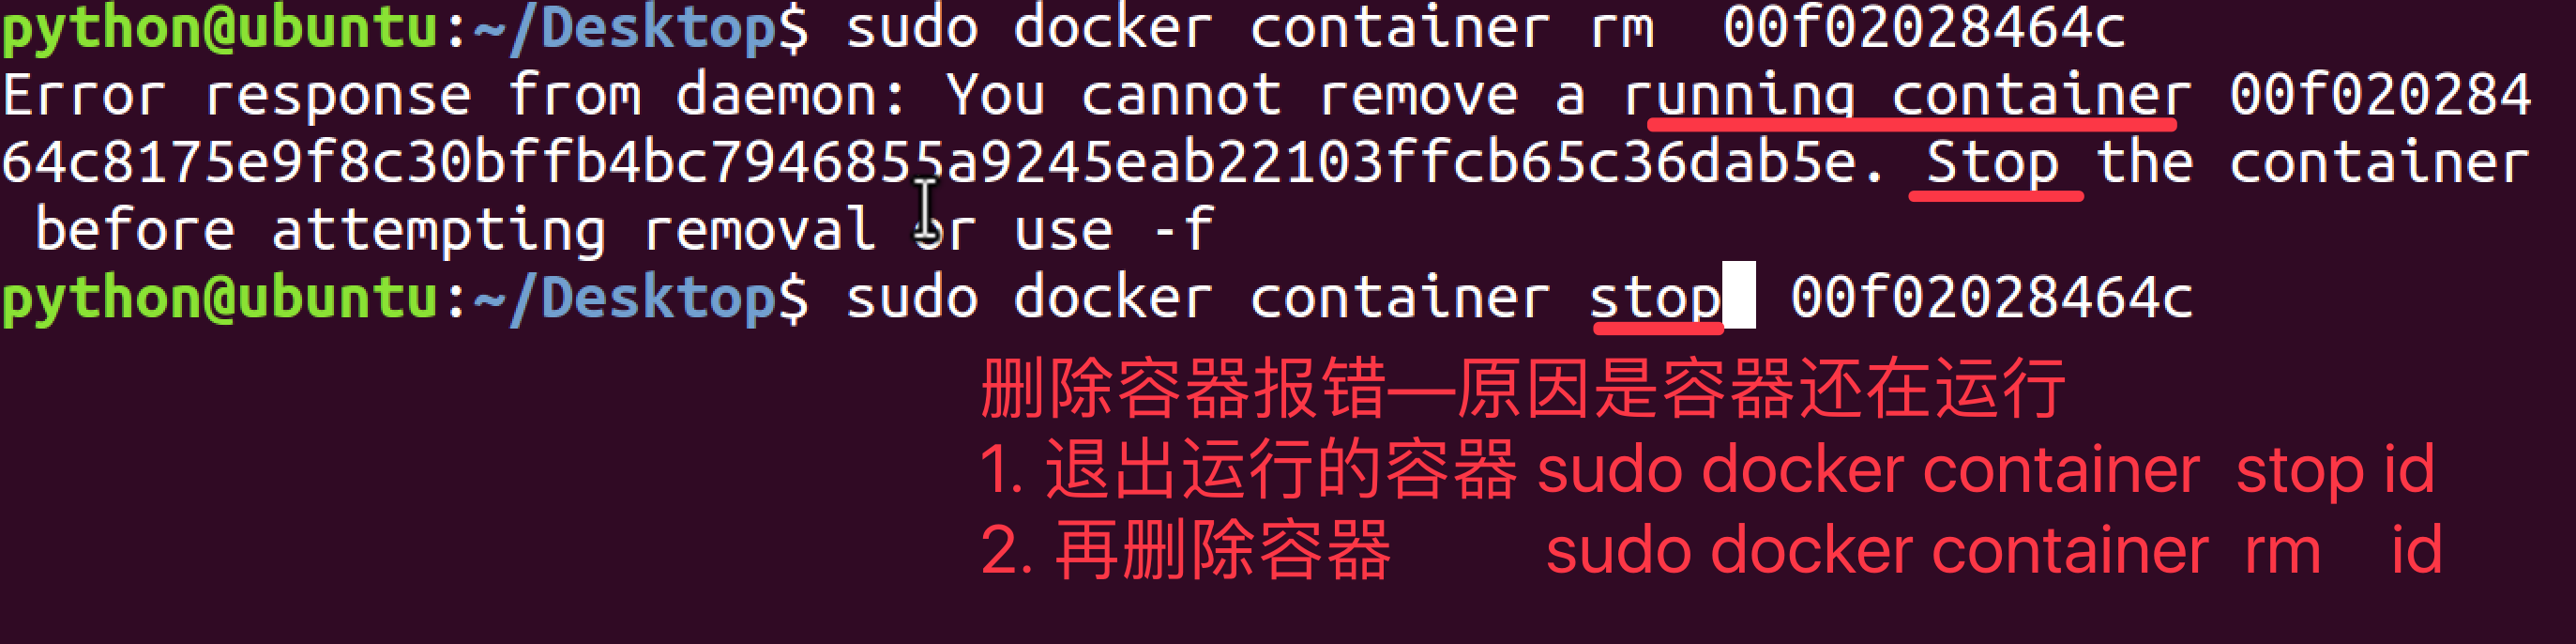 python@ubuntu:~/Desktop$ sudo docker container rm  00f02028464c
Error response from daemon: You cannot remove a running container 00f020284
64c8175e9f8c30bffb4bc7946855a9245eab22103ffcb65c36dab5e. Stop the container
 before attempting removal or use -f
python@ubuntu:~/Desktop$ sudo docker container stop  00f02028464c
删除容器报错—原因是容器还在运行
1. 退出运行的容器 sudo docker container  stop id
2. 再删除容器        sudo docker container  rm    id